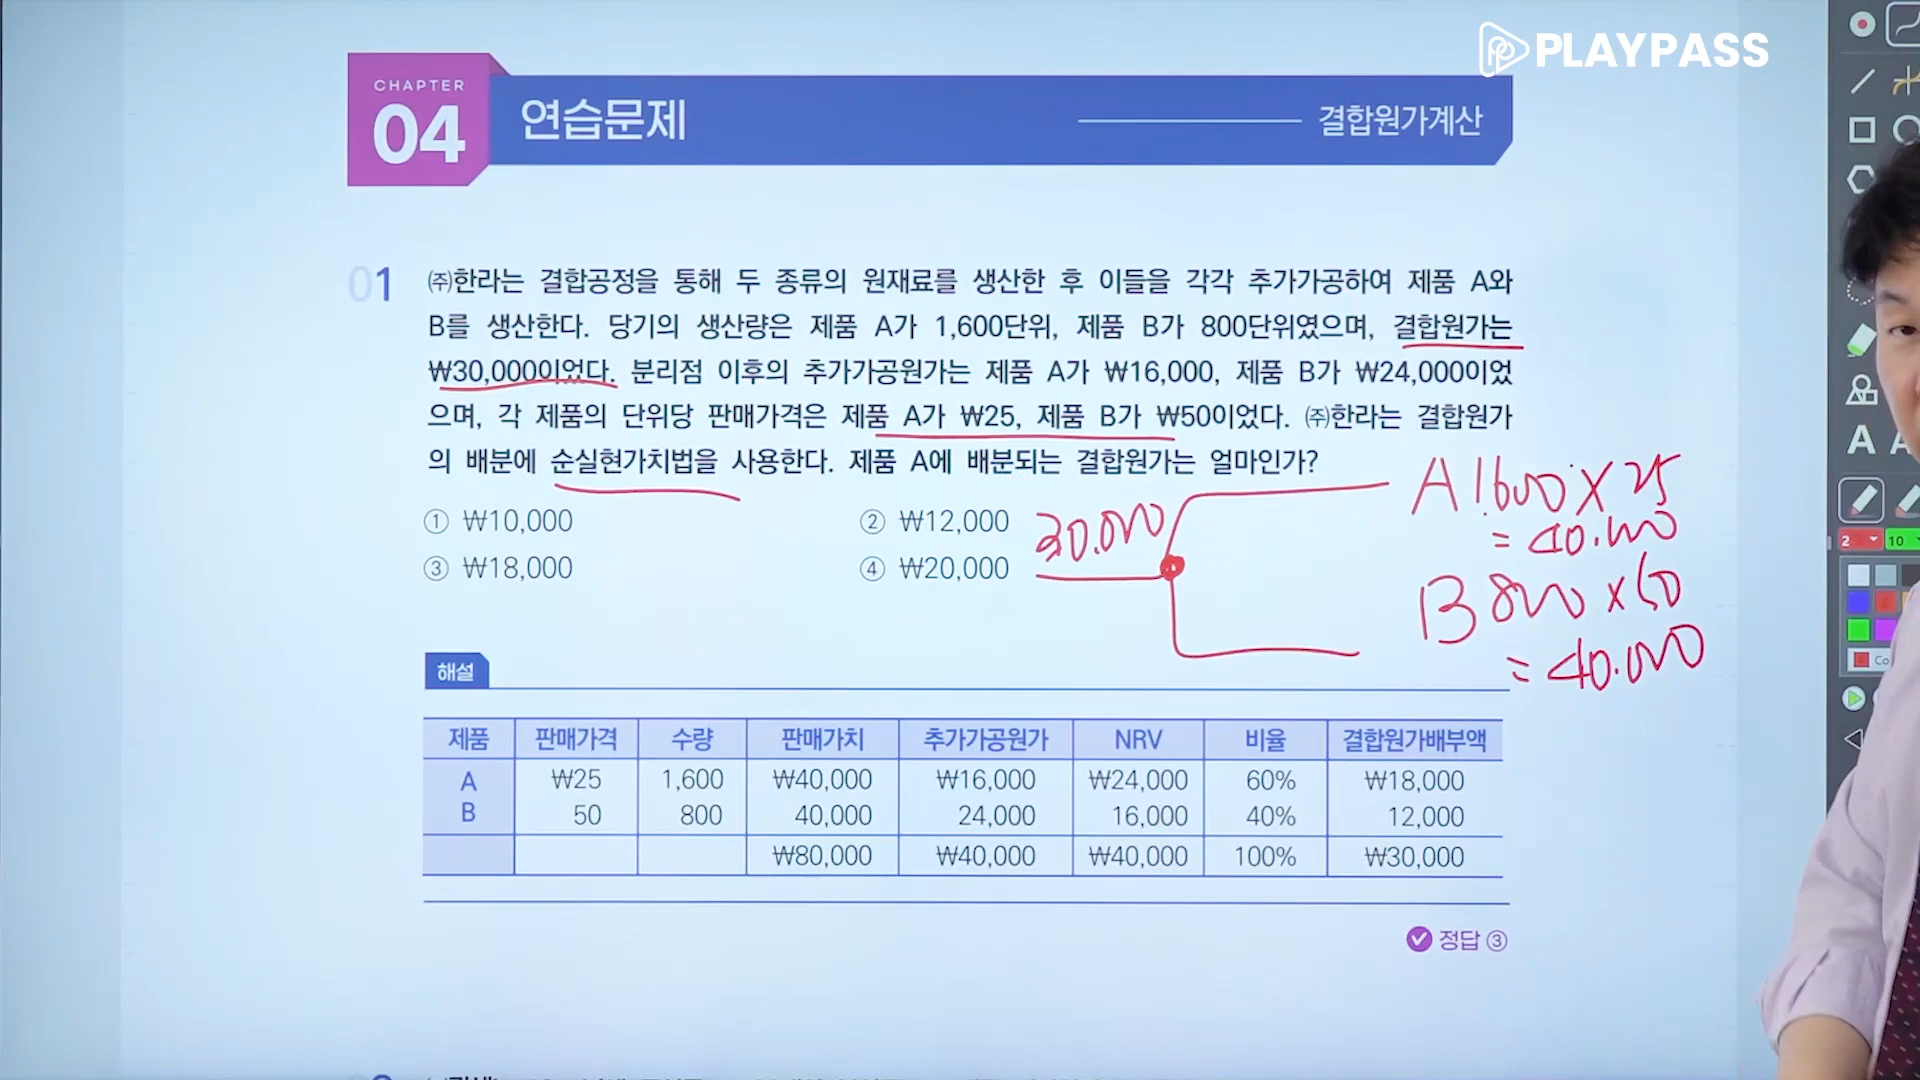 PLAYPASS
CHAPTER
04
연습문제
결합원가계산
01
㈜한라는 결합공정을 통해 두 종류의 원재료를 생산한 후 이들을 각각 추가가공하여 제품 A와
B를 생산한다. 당기의 생산량은 제품 A가 1,600단위, 제품 B가 800단위였으며, 결합원가는
₩30,000이었다. 분리점 이후의 추가가공원가는 제품 A가 ₩16,000, 제품 B가 ₩24,000이었
으며, 각 제품의 단위당 판매가격은 제품 A가 ₩25, 제품 B가 ₩50이었다. ㈜한라는 결합원가
의 배분에 순실현가치법을 사용한다. 제품 A에 배분되는 결합원가는 얼마인가?
① ₩10,000 ② ₩12,000
③ ₩18,000 ④ ₩20,000
30.000
A 1.600 X 25
= 40.000
B 800 x 50
= 40.000
해설
제품 판매가격 수량 판매가치 추가가공원가 NRV 비율 결합원가배부액
A ₩25 1,600 ₩40,000 ₩16,000 ₩24,000 60% ₩18,000
B 50 800 40,000 24,000 16,000 40% 12,000
₩80,000 ₩40,000 ₩40,000 100% ₩30,000
정답 ③
A
2
10
Co